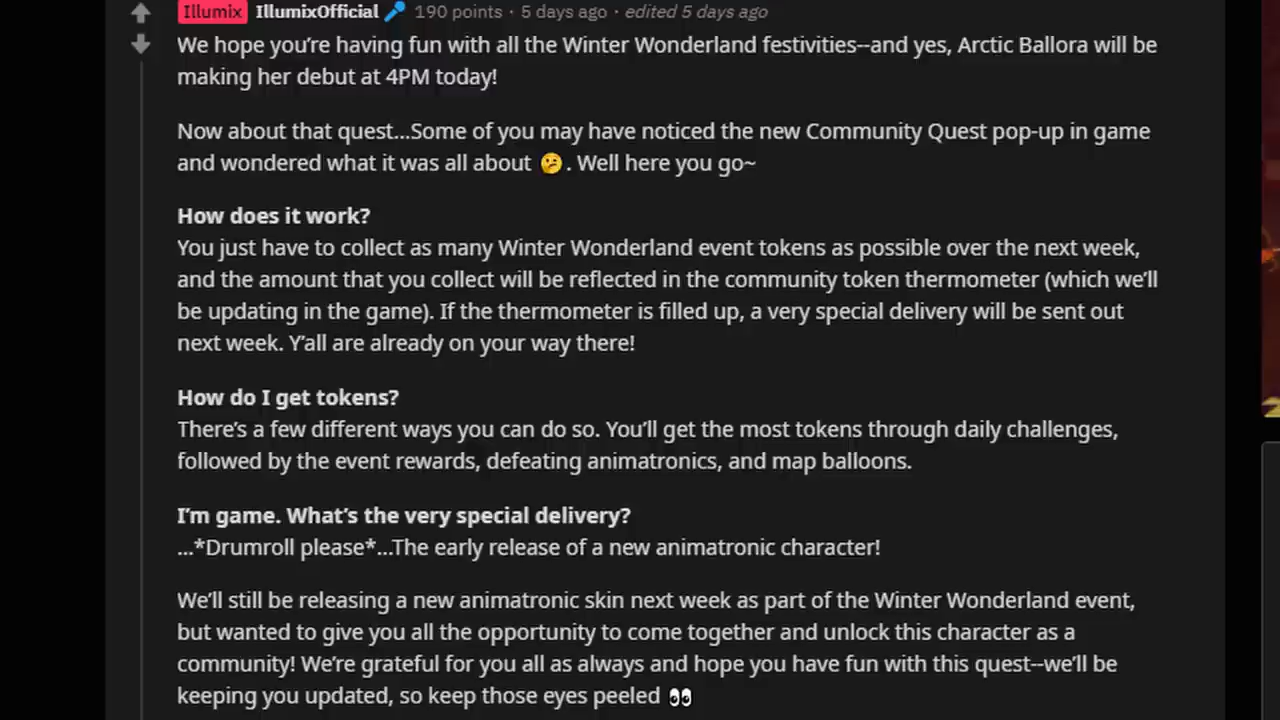 Illumix IllumixOfficial 🎤 190 points · 5 days ago · edited 5 days ago
We hope you're having fun with all the Winter Wonderland festivities--and yes, Arctic Ballora will be
making her debut at 4PM today!
Now about that quest...Some of you may have noticed the new Community Quest pop-up in game
and wondered what it was all about 🤔. Well here you go~
How does it work?
You just have to collect as many Winter Wonderland event tokens as possible over the next week,
and the amount that you collect will be reflected in the community token thermometer (which we'll
be updating in the game). If the thermometer is filled up, a very special delivery will be sent out
next week. Y'all are already on your way there!
How do I get tokens?
There's a few different ways you can do so. You'll get the most tokens through daily challenges,
followed by the event rewards, defeating animatronics, and map balloons.
I'm game. What's the very special delivery?
...*Drumroll please*...The early release of a new animatronic character!
We'll still be releasing a new animatronic skin next week as part of the Winter Wonderland event,
but wanted to give you all the opportunity to come together and unlock this character as a
community! We're grateful for you all as always and hope you have fun with this quest--we'll be
keeping you updated, so keep those eyes peeled 👀